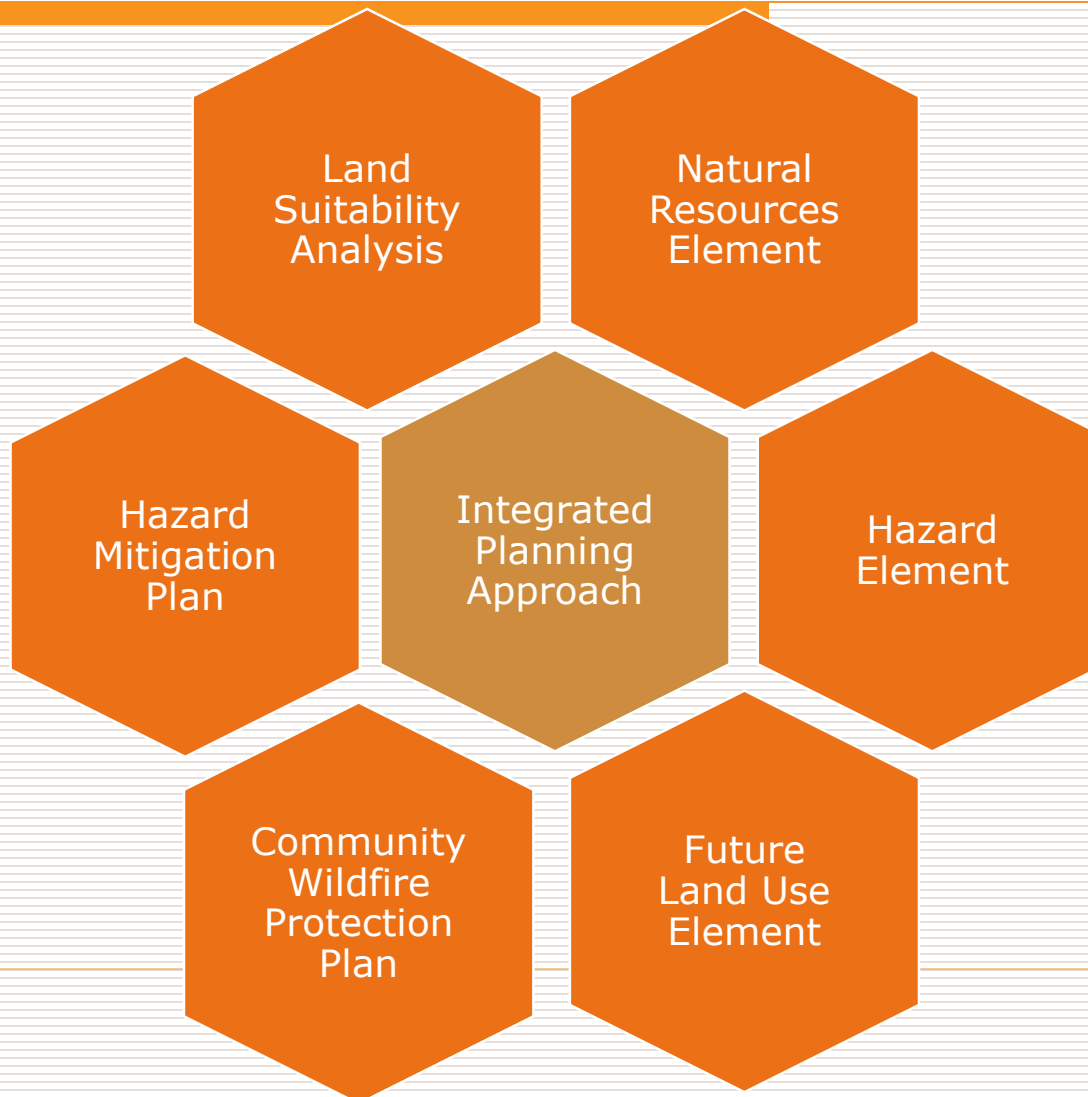 Land
Suitability
Analysis
Natural
Resources
Element
Hazard
Mitigation
Plan
Integrated
Planning
Approach
Hazard
Element
Community
Wildfire
Protection
Plan
Future
Land Use
Element